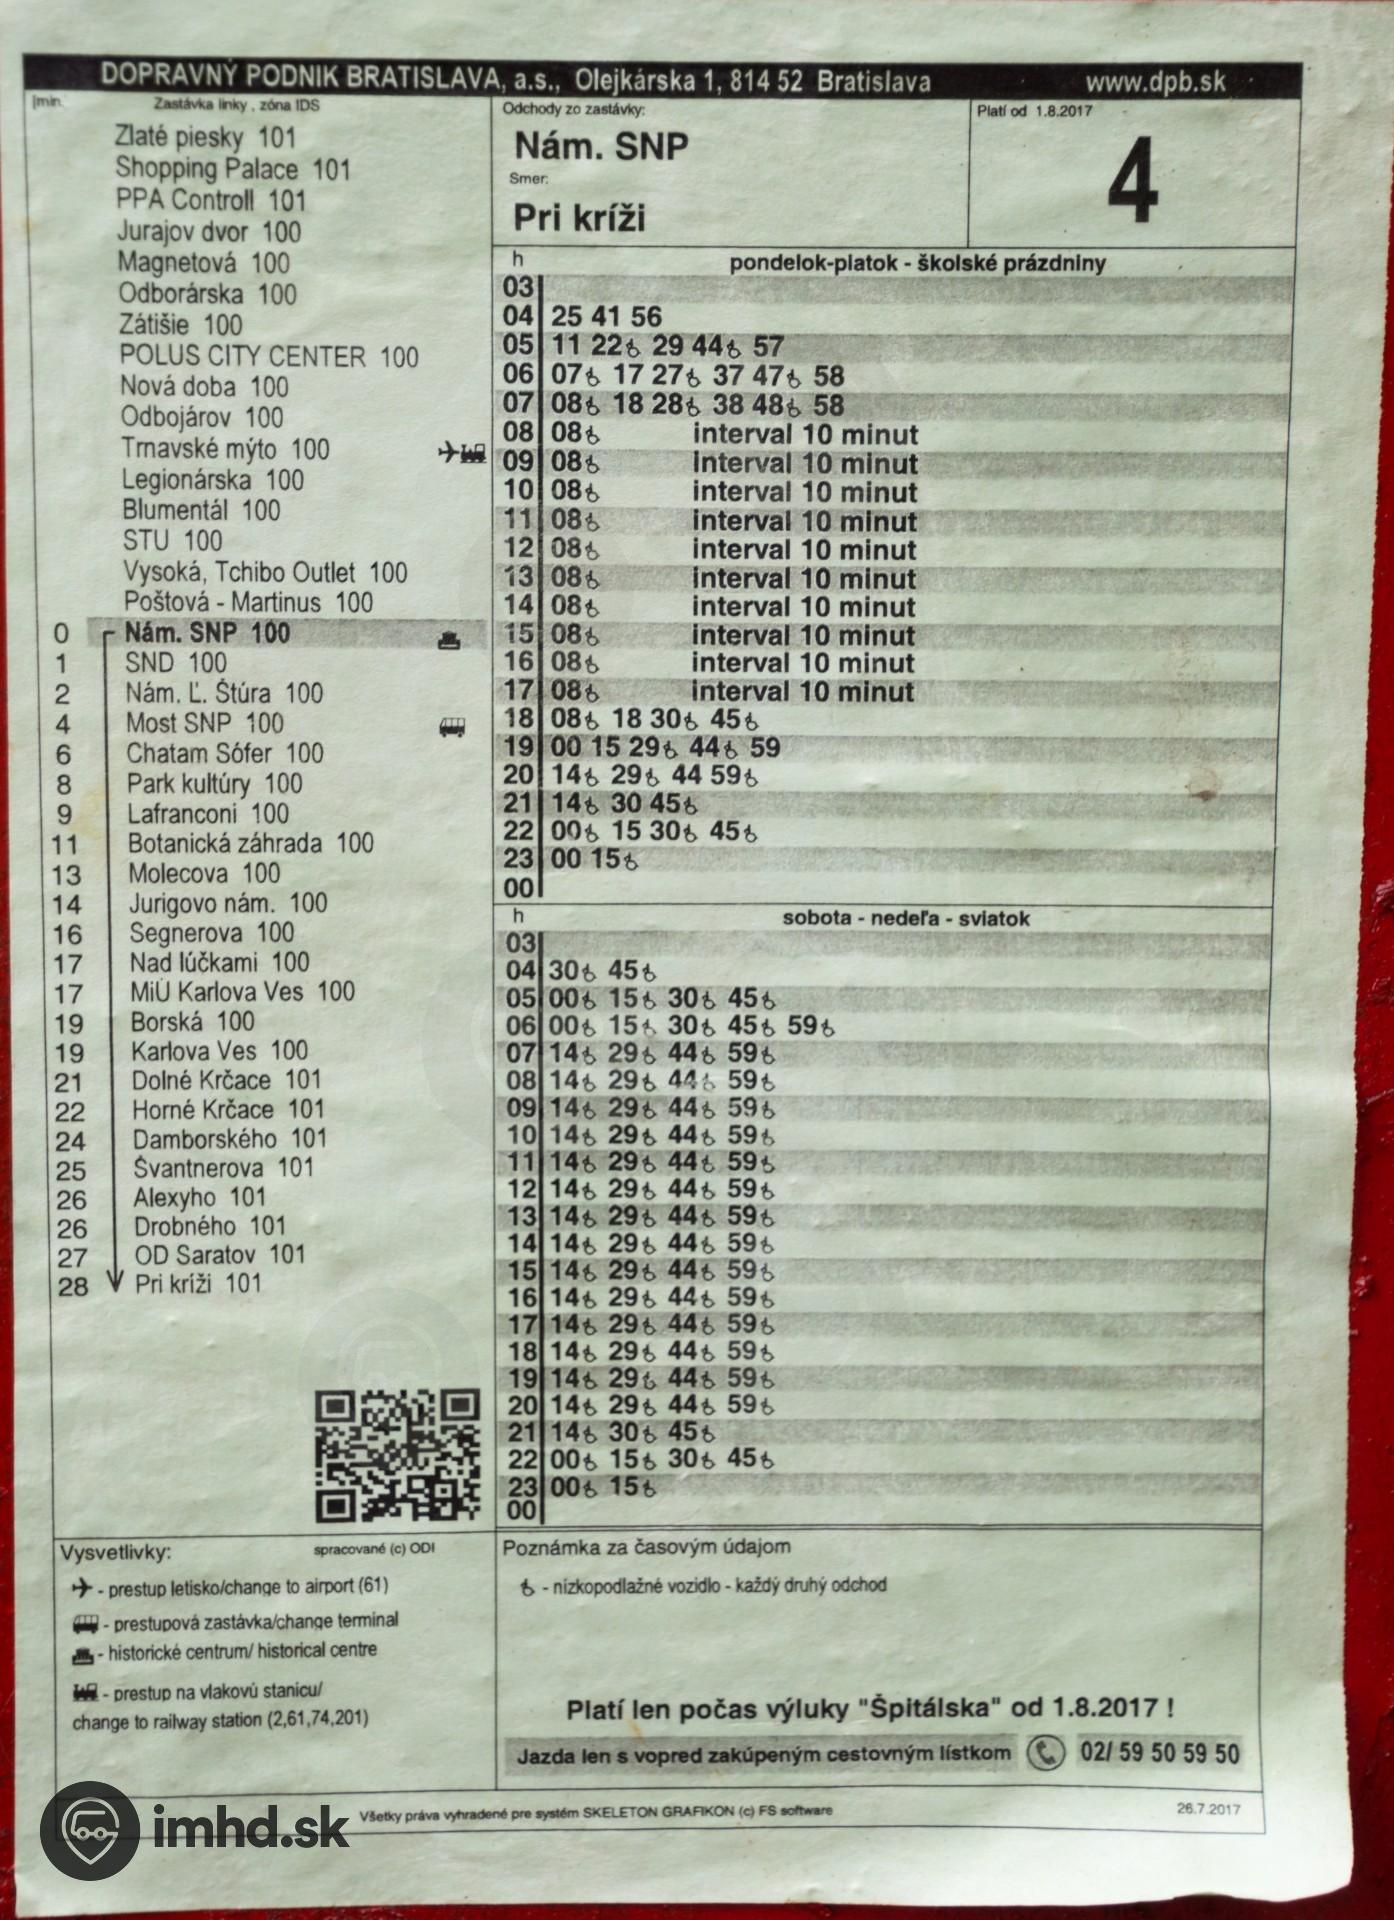 DOPRAVNÝ PODNIK BRATISLAVA, a.s., Olejkárska 1, 814 52 Bratislava www.dpb.sk
|min. Zastávka linky , zóna IDS
Zlaté piesky 101
Shopping Palace 101
PPA Controll 101
Jurajov dvor 100
Magnetová 100
Odborárska 100
Zátišie 100
POLUS CITY CENTER 100
Nová doba 100
Odbojárov 100
Trnavské mýto 100
Legionárska 100
Blumentál 100
STU 100
Vysoká, Tchibo Outlet 100
Poštová - Martinus 100
0 Nám. SNP 100
1 SND 100
2 Nám. Ľ. Štúra 100
4 Most SNP 100
6 Chatam Sófer 100
8 Park kultúry 100
9 Lafranconi 100
11 Botanická záhrada 100
13 Molecova 100
14 Jurigovo nám. 100
16 Segnerova 100
17 Nad lúčkami 100
17 MiÚ Karlova Ves 100
19 Borská 100
19 Karlova Ves 100
21 Dolné Krčace 101
22 Horné Krčace 101
24 Damborského 101
25 Švantnerova 101
26 Alexyho 101
26 Drobného 101
27 OD Saratov 101
28 Pri kríži 101
Odchody zo zastávky:
Nám. SNP
Smer:
Pri kríži
Platí od 1.8.2017
4
h pondelok-piatok - školské prázdniny
03
04 25 41 56
05 11 22 29 44 57
06 07 17 27 37 47 58
07 08 18 28 38 48 58
08 08 interval 10 minut
09 08 interval 10 minut
10 08 interval 10 minut
11 08 interval 10 minut
12 08 interval 10 minut
13 08 interval 10 minut
14 08 interval 10 minut
15 08 interval 10 minut
16 08 interval 10 minut
17 08 interval 10 minut
18 08 18 30 45
19 00 15 29 44 59
20 14 29 44 59
21 14 30 45
22 00 15 30 45
23 00 15
00
h sobota - nedeľa - sviatok
03
04 30 45
05 00 15 30 45
06 00 15 30 45 59
07 14 29 44 59
08 14 29 44 59
09 14 29 44 59
10 14 29 44 59
11 14 29 44 59
12 14 29 44 59
13 14 29 44 59
14 14 29 44 59
15 14 29 44 59
16 14 29 44 59
17 14 29 44 59
18 14 29 44 59
19 14 29 44 59
20 14 29 44 59
21 14 30 45
22 00 15 30 45
23 00 15
00
Vysvetlivky: spracované (c) ODI
- prestup letisko/change to airport (61)
- prestupová zastávka/change terminal
- historické centrum/ historical centre
- prestup na vlakovú stanicu/
change to railway station (2,61,74,201)
Poznámka za časovým údajom
- nízkopodlažné vozidlo - každý druhý odchod
Platí len počas výluky "Špitálska" od 1.8.2017 !
Jazda len s vopred zakúpeným cestovným lístkom 02/ 59 50 59 50
Všetky práva vyhradené pre systém SKELETON GRAFIKON (c) FS software 26.7.2017
imhd.sk